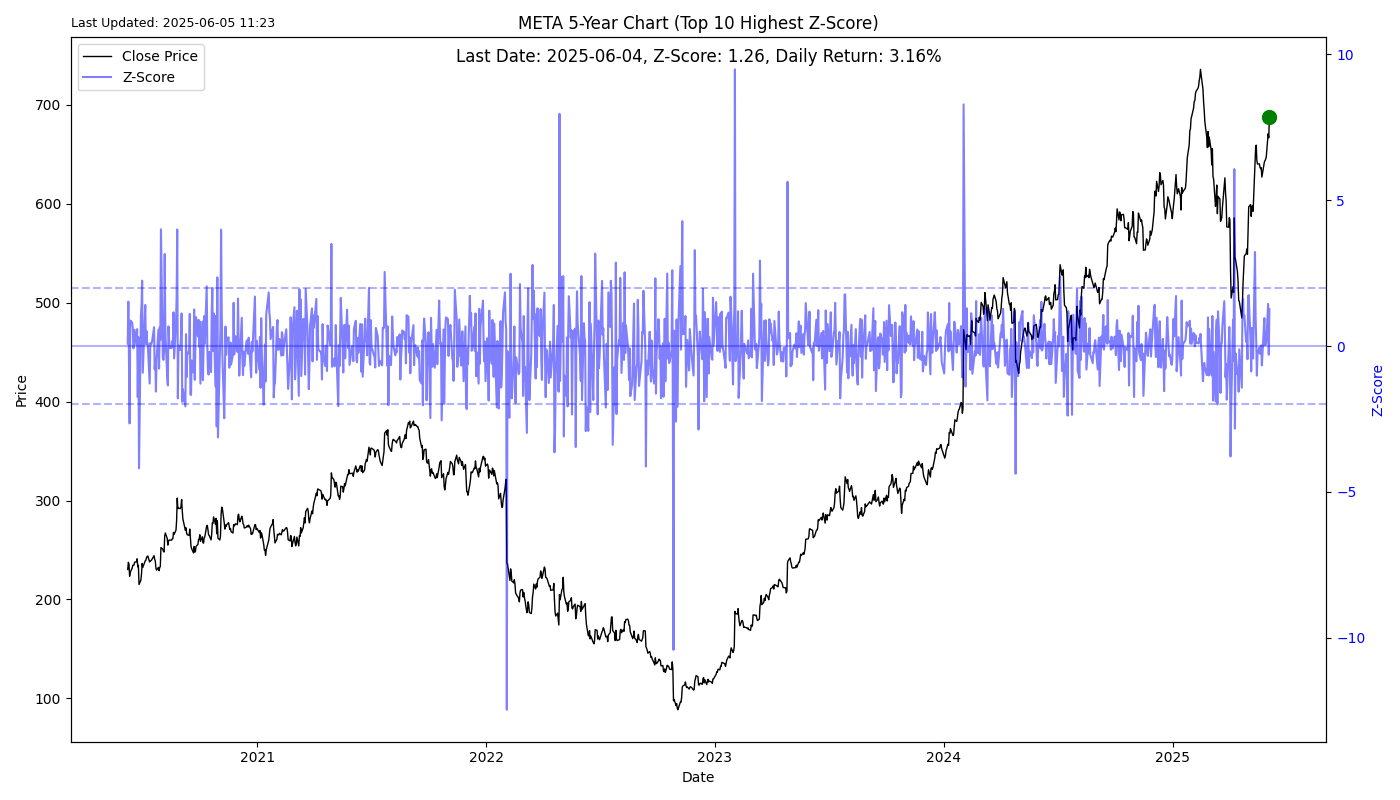 Last Updated: 2025-06-05 11:23
META 5-Year Chart (Top 10 Highest Z-Score)
Last Date: 2025-06-04, Z-Score: 1.26, Daily Return: 3.16%
Close Price
Z-Score
700
600
500
400
300
200
100
Price
10
5
0
−5
−10
Z-Score
2021
2022
2023
2024
2025
Date